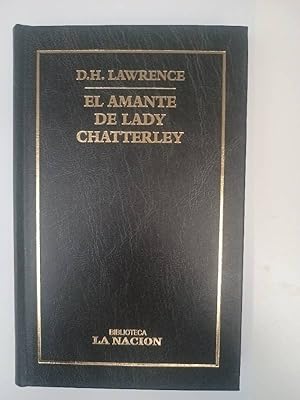 D.H. LAWRENCE
EL AMANTE
DE LADY
CHATTERLEY
BIBLIOTECA
LA NACION